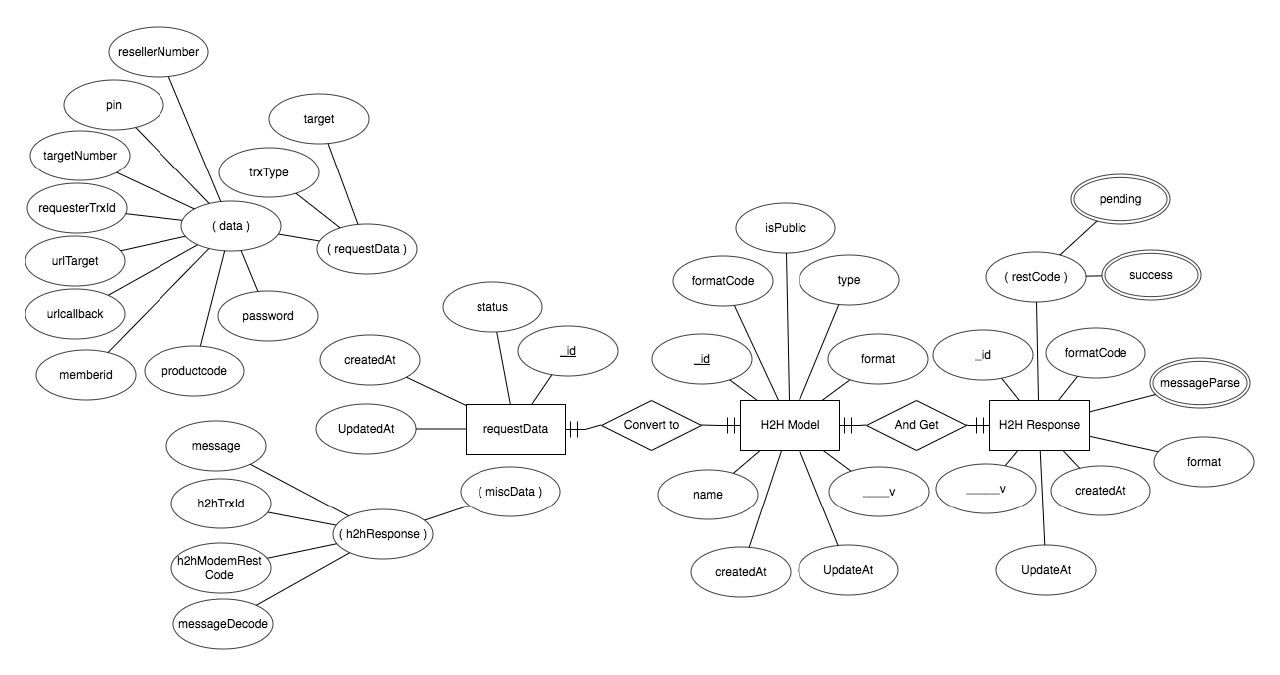 resellerNumber
pin
target
targetNumber
trxType
requesterTrxId
( data )
( requestData )
urlTarget
urlcallback
password
memberid
productcode
status
createdAt
_id
UpdatedAt
requestData
message
( miscData )
h2hTrxId
( h2hResponse )
h2hModemRest
Code
messageDecode
Convert to
isPublic
formatCode
type
_id
format
H2H Model
name
____v
createdAt
UpdateAt
And Get
pending
( restCode )
success
_id
formatCode
messageParse
H2H Response
format
______v
createdAt
UpdateAt